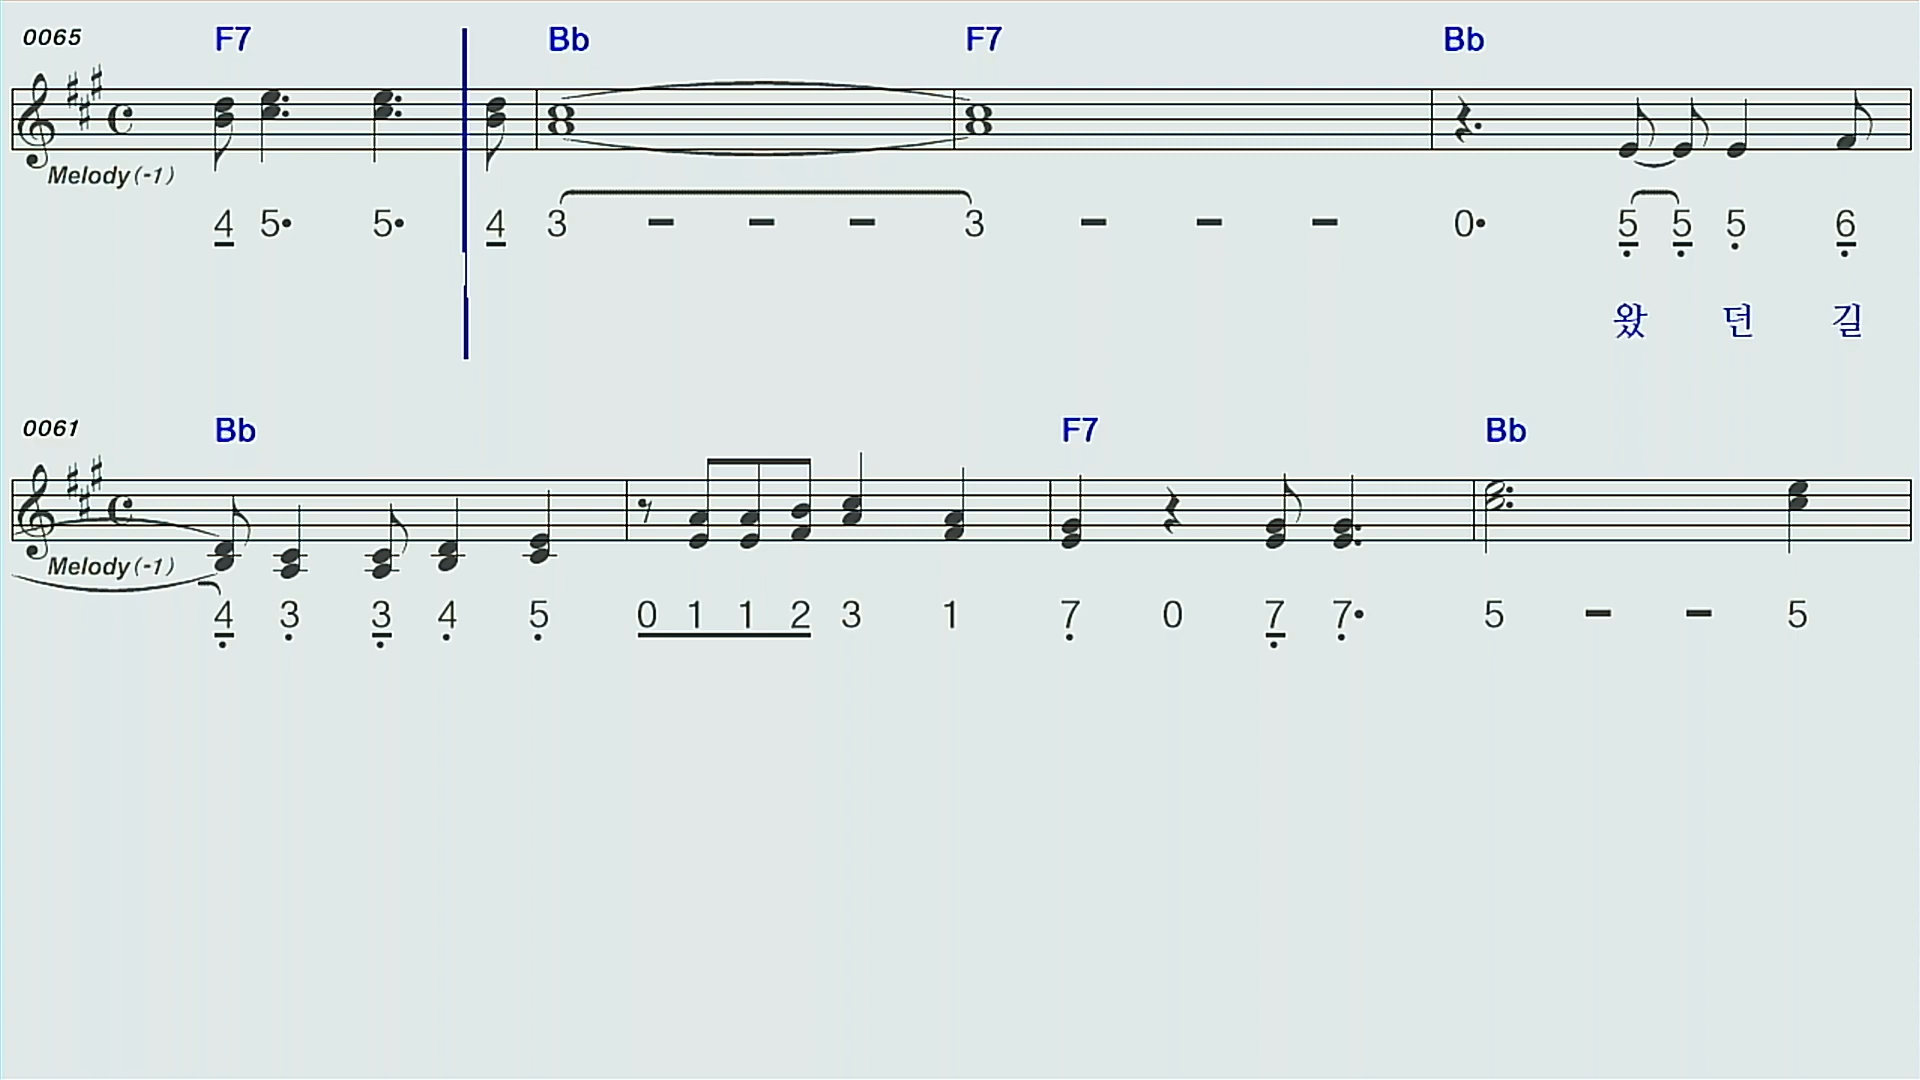 0065 F7 Bb F7 Bb
Melody(-1)
4 5• 5• 4 3 - - - 3 - - - 0• 5 5 5 6
왔 던 길
0061 Bb F7 Bb
Melody(-1)
4 3 3 4 5 0 1 1 2 3 1 7 0 7 7• 5 - - 5